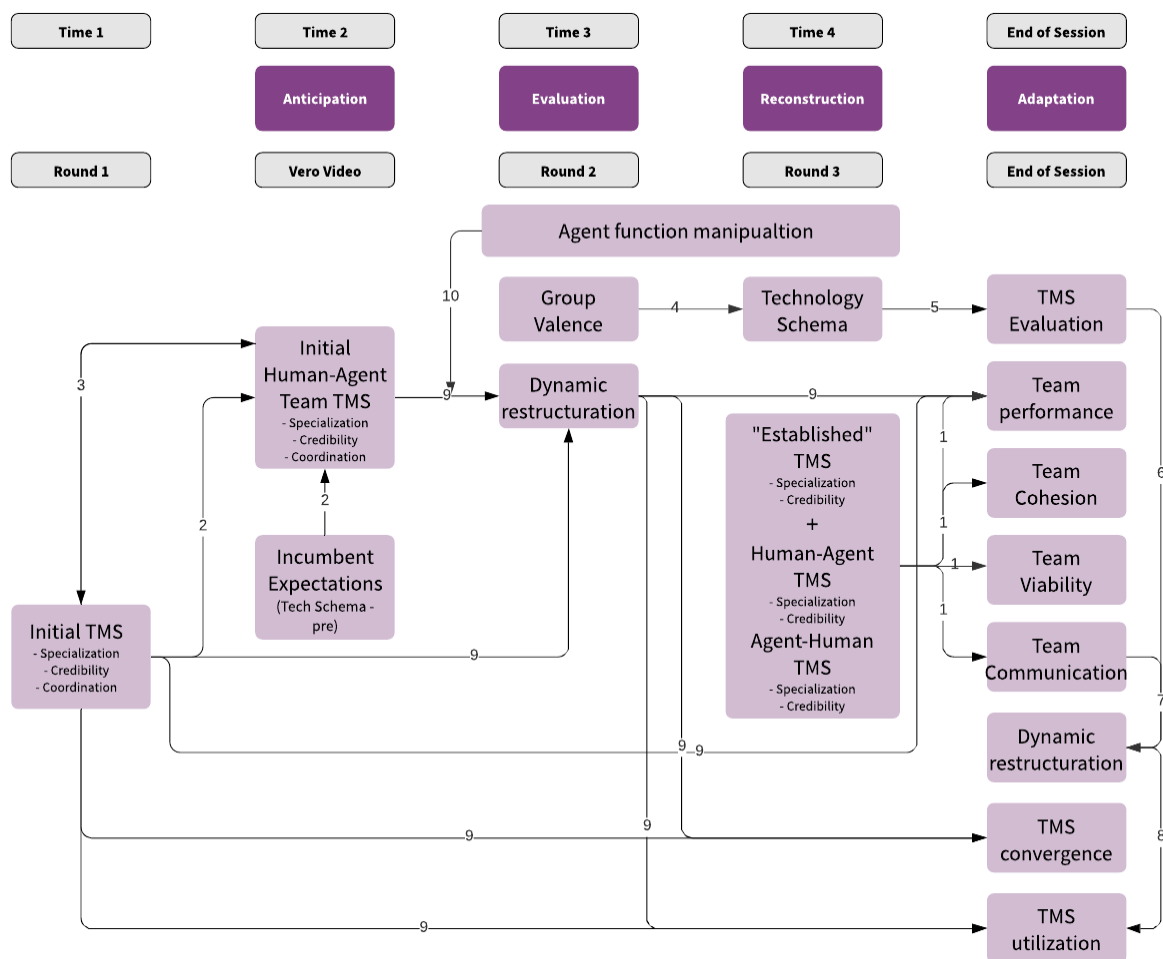 Time 1
Time 2
Time 3
Time 4
End of Session
Anticipation
Evaluation
Reconstruction
Adaptation
Round 1
Vero Video
Round 2
Round 3
End of Session
Agent function manipualtion
10
Group
Valence
4
Technology
Schema
5
TMS
Evaluation
3
Initial
Human-Agent
Team TMS
- Specialization
- Credibility
- Coordination
9
Dynamic
restructuration
9
Team
performance
"Established"
TMS
- Specialization
- Credibility
+
Human-Agent
TMS
- Specialization
- Credibility
Agent-Human
TMS
- Specialization
- Credibility
1
Team
Cohesion
6
2
2
1
Incumbent
Expectations
(Tech Schema -
pre)
1
Team
Viability
1
Initial TMS
- Specialization
- Credibility
- Coordination
9
Team
Communication
7
9
9
Dynamic
restructuration
9
9
TMS
convergence
8
9
TMS
utilization